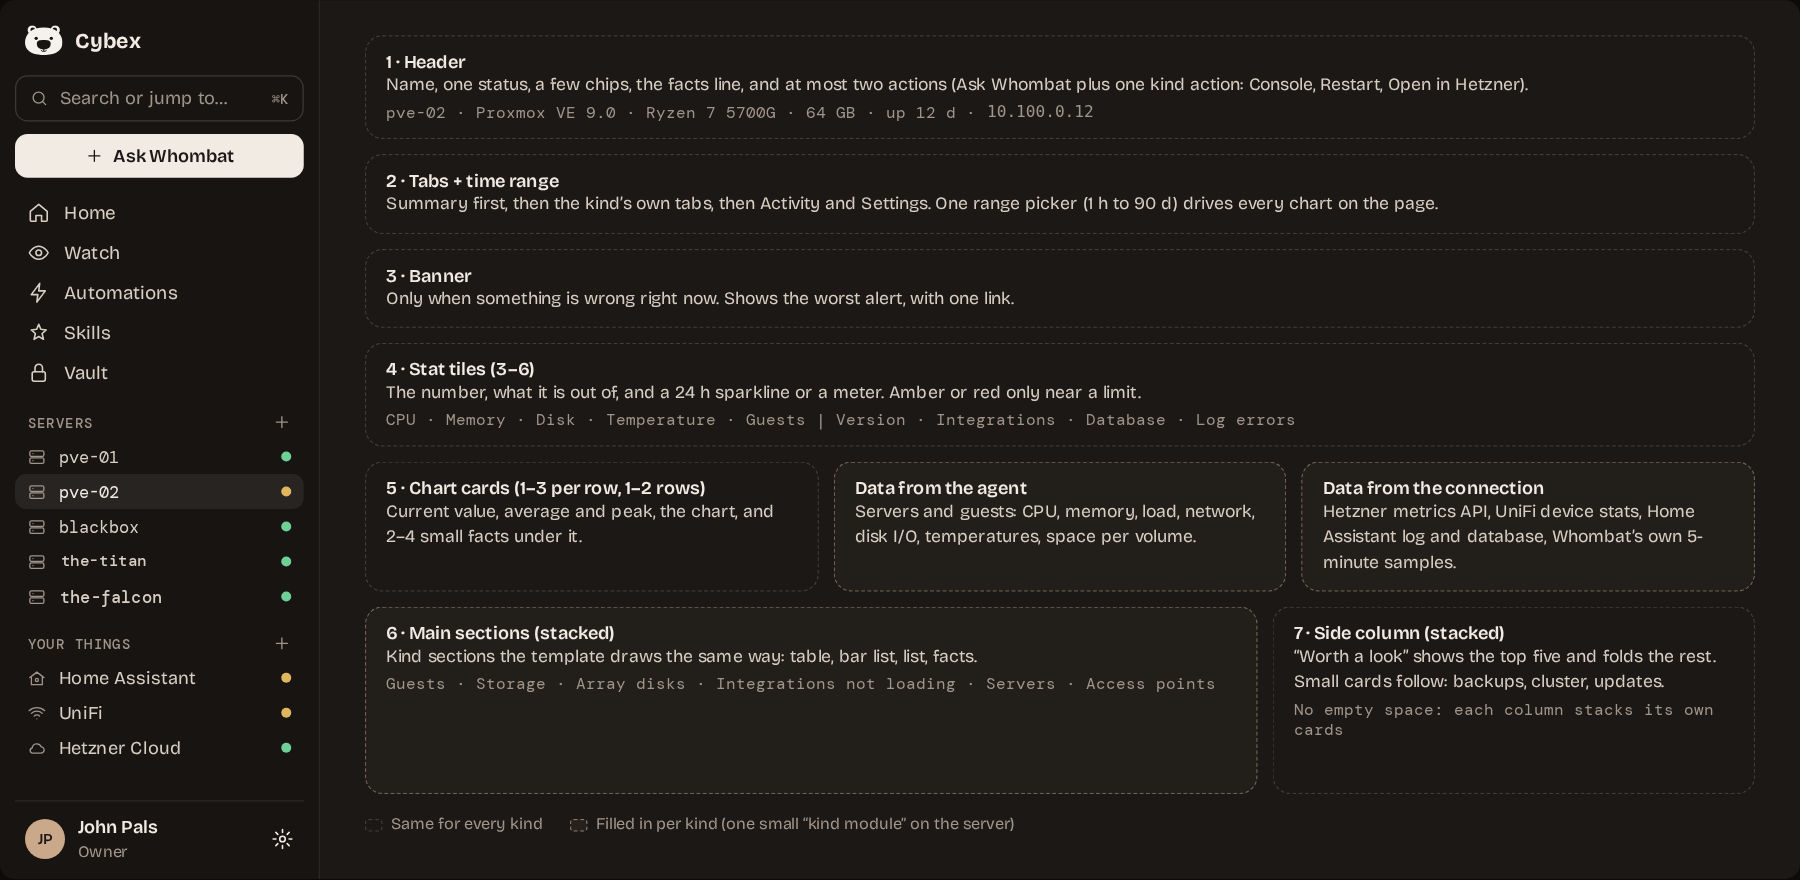 Cybex
Search or jump to... ⌘K
+ Ask Whombat
Home
Watch
Automations
Skills
Vault
SERVERS +
pve-01
pve-02
blackbox
the-titan
the-falcon
YOUR THINGS +
Home Assistant
UniFi
Hetzner Cloud
JP
John Pals
Owner
1 · Header
Name, one status, a few chips, the facts line, and at most two actions (Ask Whombat plus one kind action: Console, Restart, Open in Hetzner).
pve-02 · Proxmox VE 9.0 · Ryzen 7 5700G · 64 GB · up 12 d · 10.100.0.12
2 · Tabs + time range
Summary first, then the kind’s own tabs, then Activity and Settings. One range picker (1 h to 90 d) drives every chart on the page.
3 · Banner
Only when something is wrong right now. Shows the worst alert, with one link.
4 · Stat tiles (3–6)
The number, what it is out of, and a 24 h sparkline or a meter. Amber or red only near a limit.
CPU · Memory · Disk · Temperature · Guests | Version · Integrations · Database · Log errors
5 · Chart cards (1–3 per row, 1–2 rows)
Current value, average and peak, the chart, and
2–4 small facts under it.
Data from the agent
Servers and guests: CPU, memory, load, network,
disk I/O, temperatures, space per volume.
Data from the connection
Hetzner metrics API, UniFi device stats, Home
Assistant log and database, Whombat’s own 5-
minute samples.
6 · Main sections (stacked)
Kind sections the template draws the same way: table, bar list, list, facts.
Guests · Storage · Array disks · Integrations not loading · Servers · Access points
7 · Side column (stacked)
“Worth a look” shows the top five and folds the rest.
Small cards follow: backups, cluster, updates.
No empty space: each column stacks its own
cards
Same for every kind
Filled in per kind (one small “kind module” on the server)